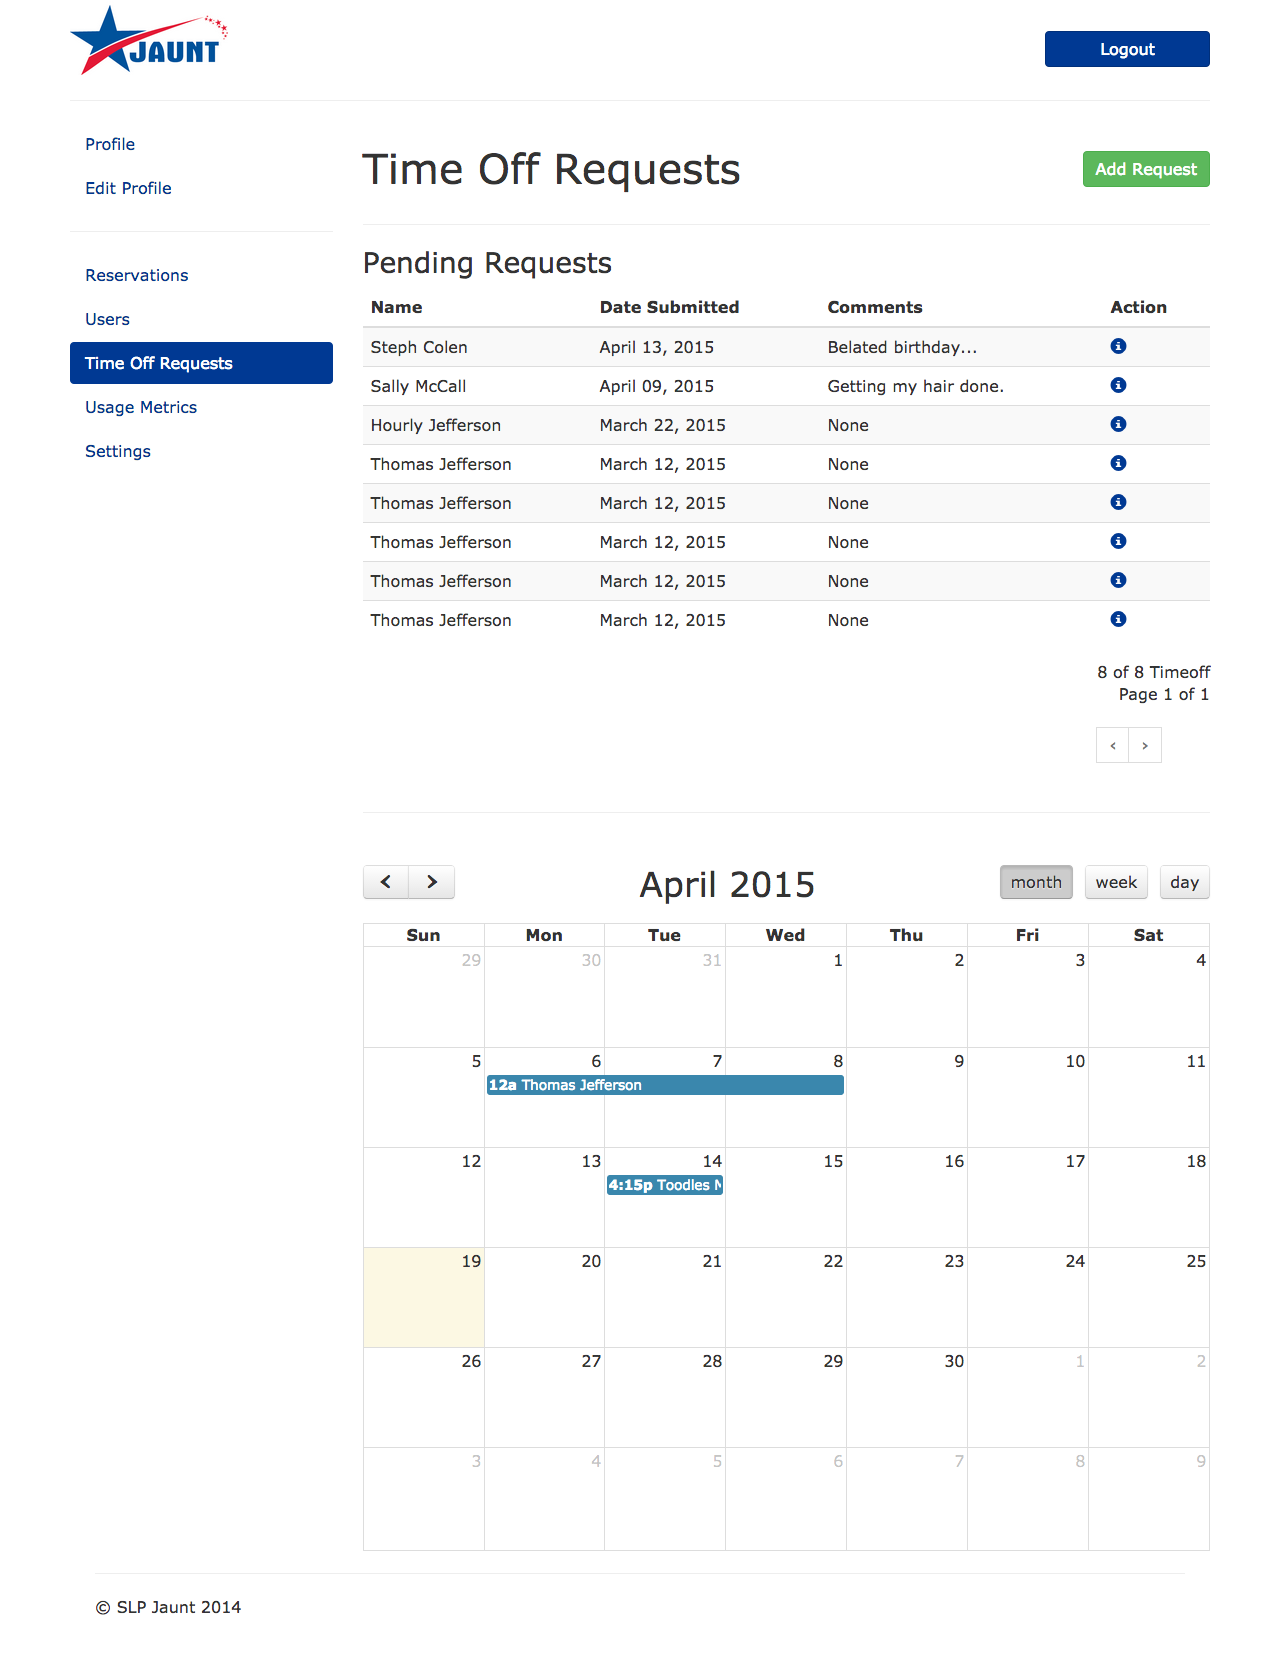 JAUNT
Logout
Profile
Edit Profile
Reservations
Users
Time Off Requests
Usage Metrics
Settings
Time Off Requests
Add Request
Pending Requests
Name Date Submitted Comments Action
Steph Colen April 13, 2015 Belated birthday...
Sally McCall April 09, 2015 Getting my hair done.
Hourly Jefferson March 22, 2015 None
Thomas Jefferson March 12, 2015 None
Thomas Jefferson March 12, 2015 None
Thomas Jefferson March 12, 2015 None
Thomas Jefferson March 12, 2015 None
Thomas Jefferson March 12, 2015 None
8 of 8 Timeoff
Page 1 of 1
‹ ›
April 2015
month week day
Sun Mon Tue Wed Thu Fri Sat
29 30 31 1 2 3 4
5 6 7 8 9 10 11
12a Thomas Jefferson
12 13 14 15 16 17 18
4:15p Toodles
19 20 21 22 23 24 25
26 27 28 29 30 1 2
3 4 5 6 7 8 9
© SLP Jaunt 2014